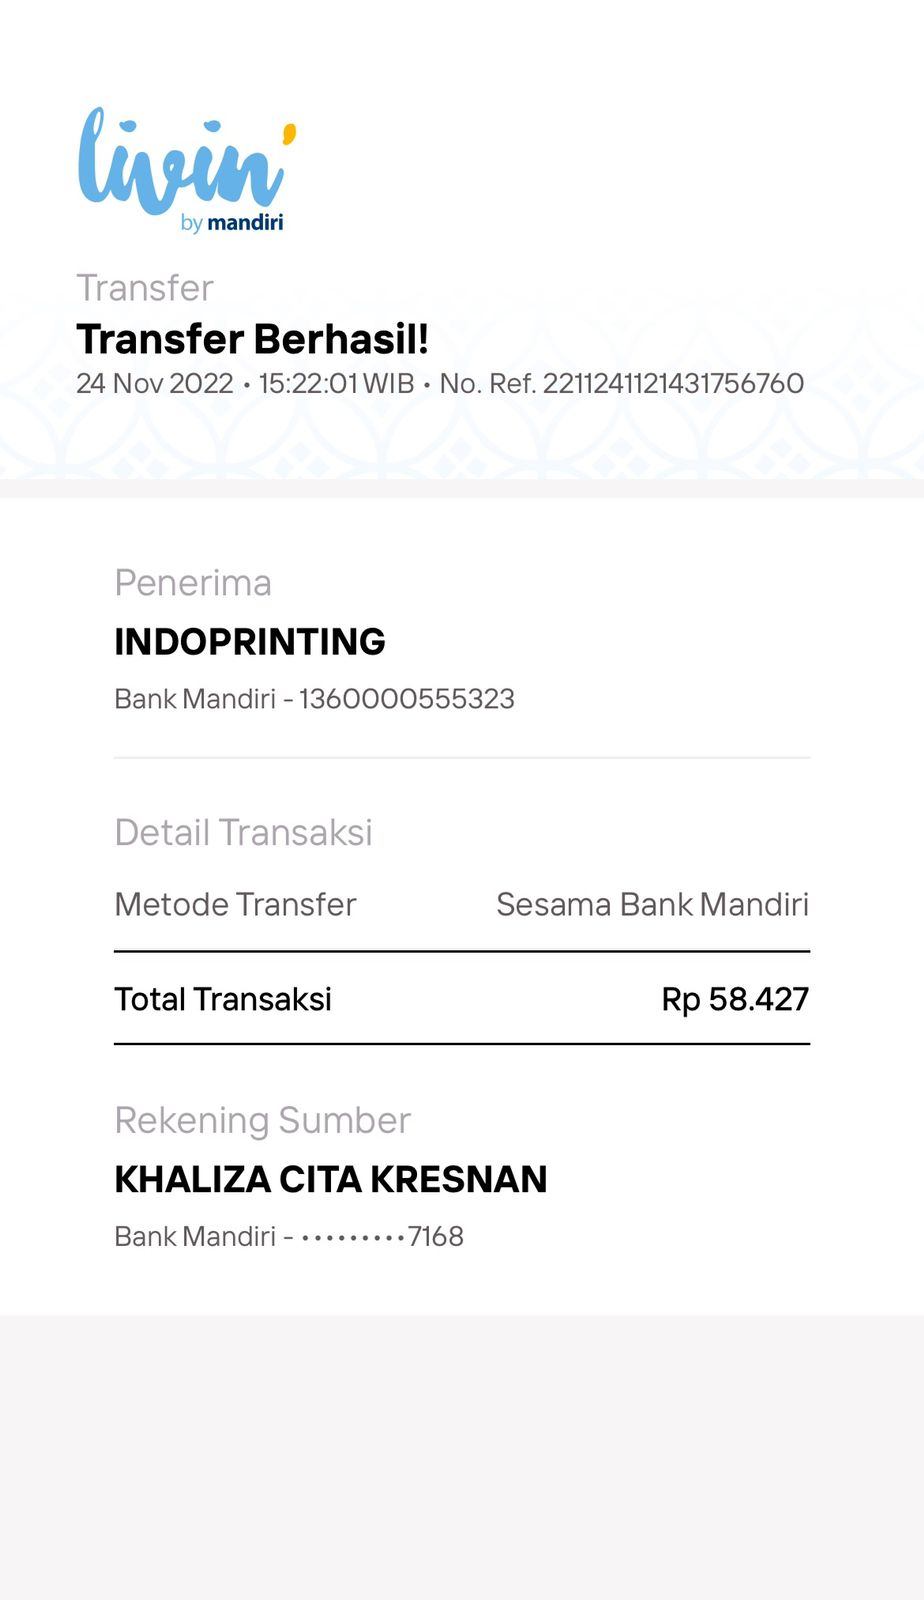 livin'
by mandiri
Transfer
Transfer Berhasil!
24 Nov 2022 • 15:22:01 WIB • No. Ref. 2211241121431756760
Penerima
INDOPRINTING
Bank Mandiri - 1360000555323
Detail Transaksi
Metode Transfer Sesama Bank Mandiri
Total Transaksi Rp 58.427
Rekening Sumber
KHALIZA CITA KRESNAN
Bank Mandiri - •••••••••7168